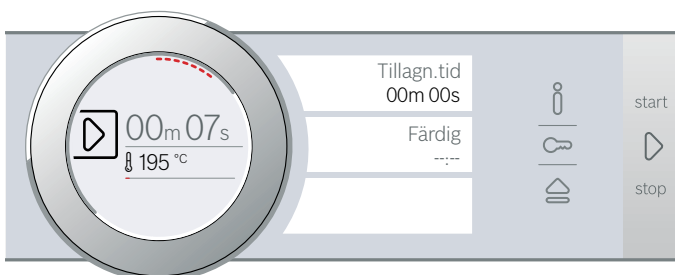 00m 07s
195 °C
Tillagn.tid
00m 00s
Färdig
--:--
start
stop